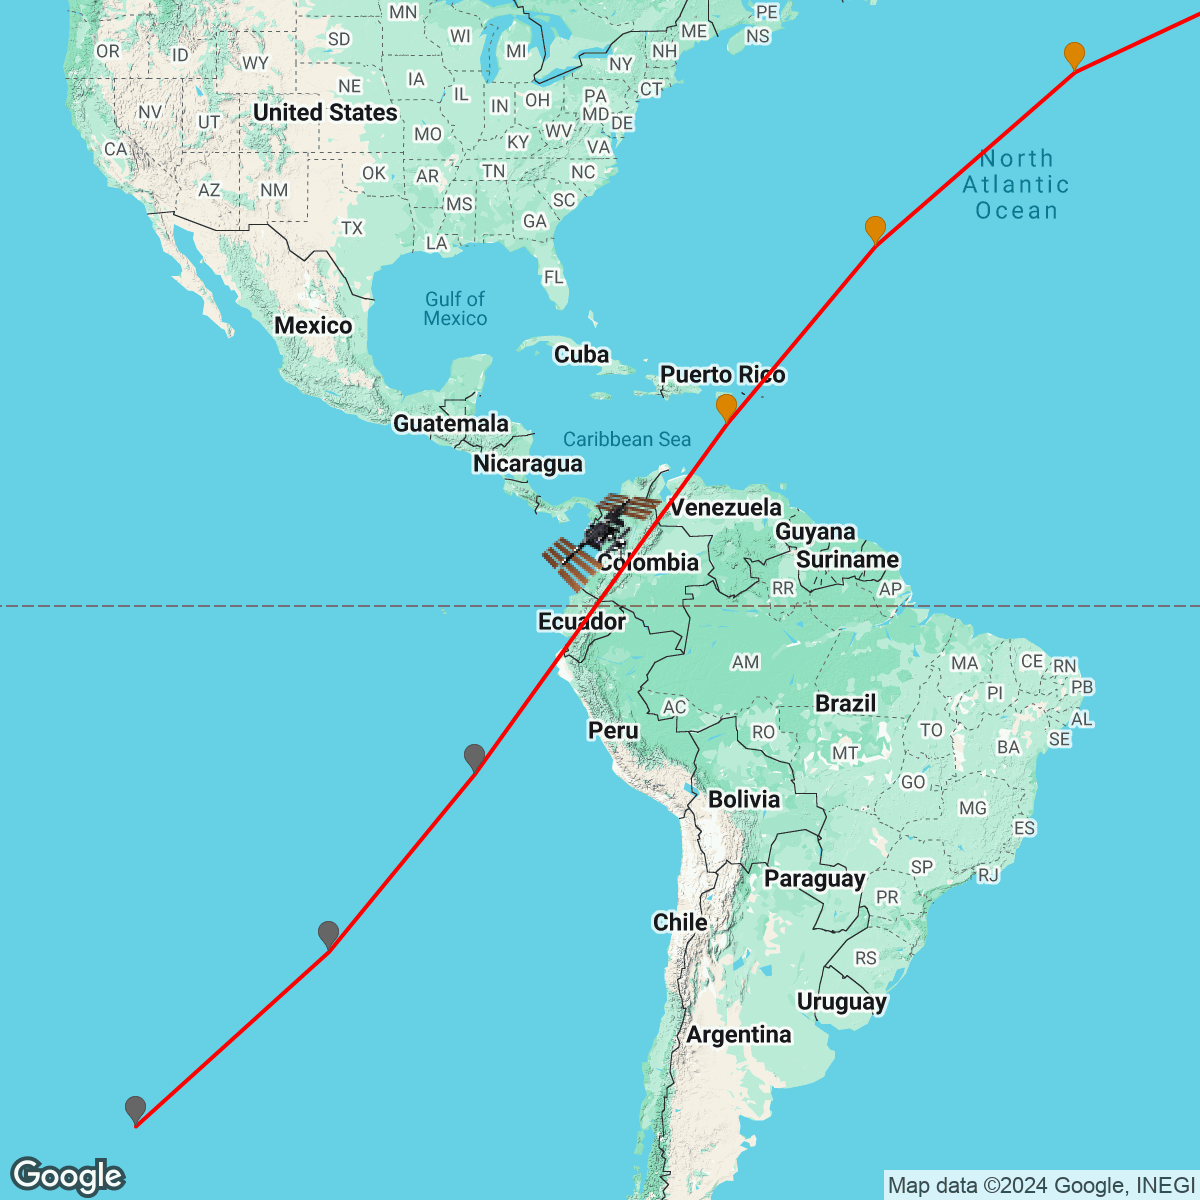 MN
PE
OR
ID
SD
WI
MI
ME
NS
WY
NH
NY
NE
IA
IL
IN
OH
PA
CT
NV
UT
United States
MD
DE
MO
KY
WV
VA
CA
AZ
NM
OK
AR
TN
NC
North
Atlantic
Ocean
MS
SC
TX
LA
GA
FL
Gulf of
Mexico
Mexico
Cuba
Puerto Rico
Guatemala
Caribbean Sea
Nicaragua
Venezuela
Guyana
Colombia
Suriname
RR
AP
Ecuador
AM
MA
CE
RN
PI
PB
AC
Brazil
AL
Peru
RO
TO
SE
MT
BA
GO
Bolivia
MG
ES
SP
RJ
Paraguay
PR
Chile
RS
Uruguay
Argentina
Google
Map data ©2024 Google, INEGI